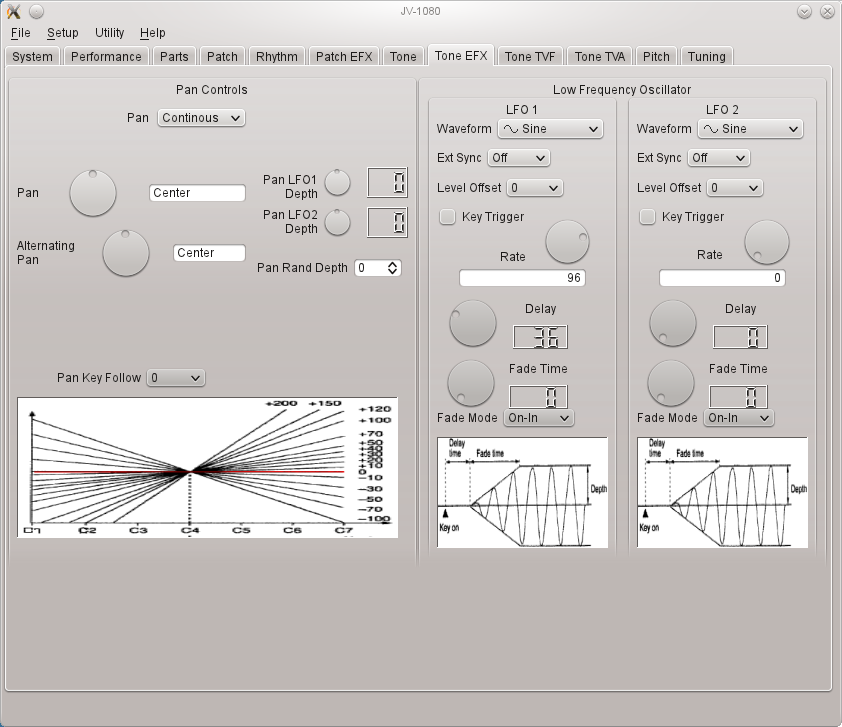 JV-1080
File Setup Utility Help
System Performance Parts Patch Rhythm Patch EFX Tone Tone EFX Tone TVF Tone TVA Pitch Tuning
Pan Controls
Pan Continous
Pan Center
Pan LFO1 Depth 0
Pan LFO2 Depth 0
Alternating Pan Center
Pan Rand Depth 0
Pan Key Follow 0
+200 +150 +120
+100
+70
+50
+40
+30
+20
+10
0
-10
-30
-50
-70
-100
C1 C2 C3 C4 C5 C6 C7
Low Frequency Oscillator
LFO 1
Waveform Sine
Ext Sync Off
Level Offset 0
Key Trigger
Rate
96
Delay
36
Fade Time
0
Fade Mode On-In
Delay time Fade time
Depth
Key on
LFO 2
Waveform Sine
Ext Sync Off
Level Offset 0
Key Trigger
Rate
0
Delay
0
Fade Time
0
Fade Mode On-In
Delay time Fade time
Depth
Key on